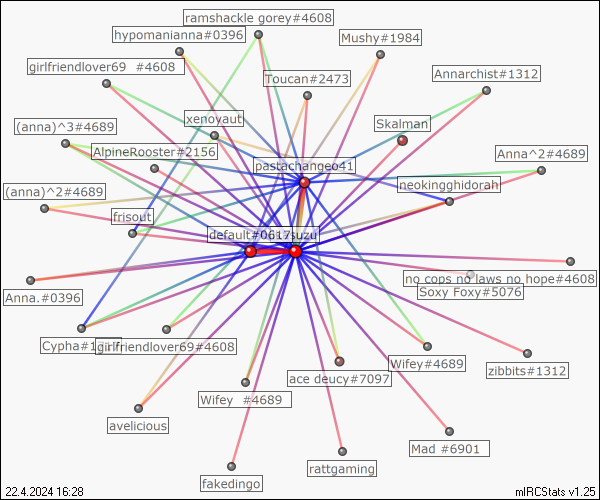 ramshackle gorey#4608
hypomanianna#0396
Mushy#1984
girlfriendlover69 #4608
Toucan#2473
Annarchist#1312
xenoyaut
Skalman
(anna)^3#4689
AlpineRooster#2156
Anna^2#4689
pastachangeo41
(anna)^2#4689
neokingghidorah
frisout
default#0617
suzu
no cops no laws no hope#4608
Anna.#0396
Soxy Foxy#5076
Cypha#1
girlfriendlover69#4608
Wifey#4689
zibbits#1312
ace deucy#7097
Wifey #4689
avelicious
Mad #6901
rattgaming
fakedingo
22.4.2024 16:28
mIRCStats v1.25